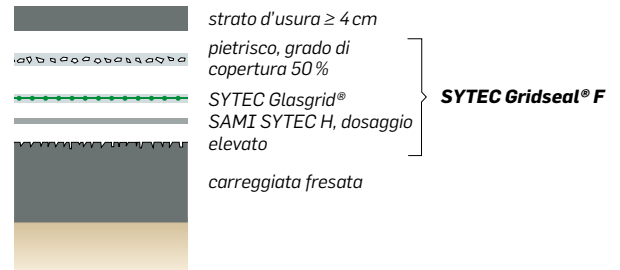 strato d'usura ≥ 4 cm
pietrisco, grado di
copertura 50 %
SYTEC Glasgrid®
SAMI SYTEC H, dosaggio
elevato
SYTEC Gridseal® F
carreggiata fresata